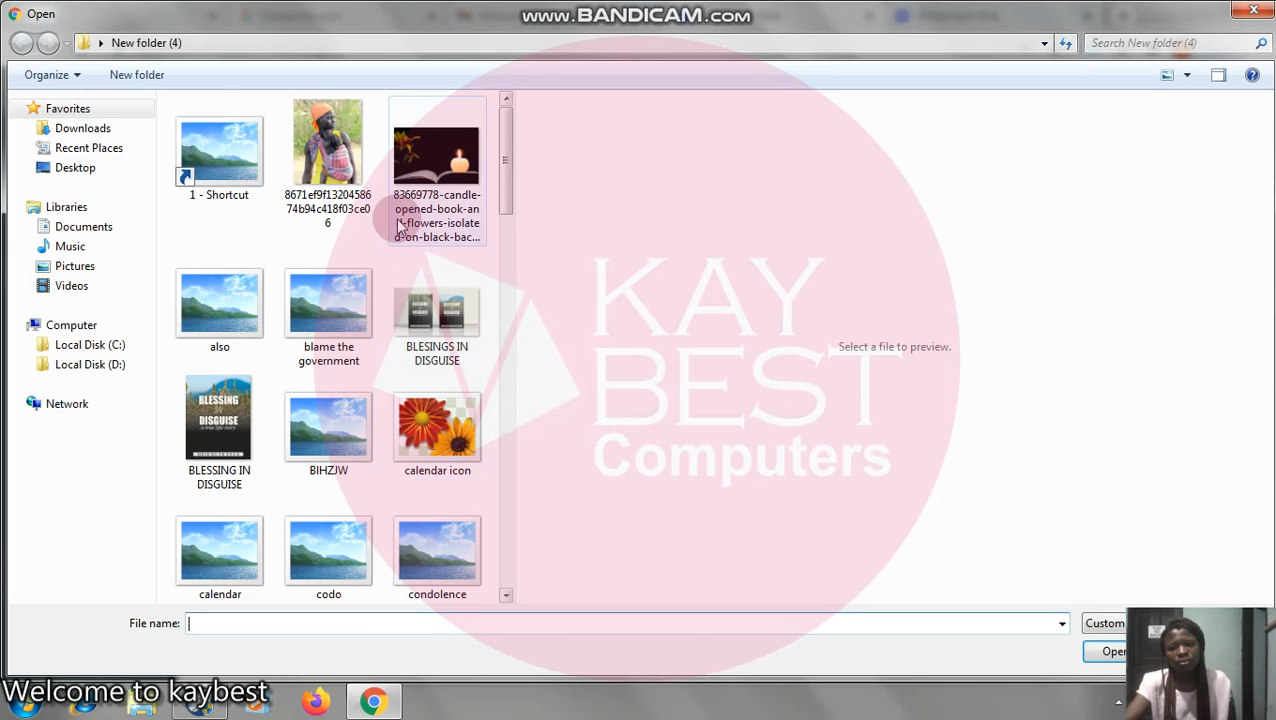 Open
www.BANDICAM.com
New folder (4)
Search New folder (4)
Organize
New folder
Favorites
Downloads
Recent Places
Desktop
Libraries
Documents
Music
Pictures
Videos
Computer
Local Disk (C:)
Local Disk (D:)
Network
1 - Shortcut
8671ef9f13204586
74b94c418f03ce0
6
83669778-candle-
opened-book-an
-flowers-isolate
d-on-black-bac...
also
blame the
government
BLESINGS IN
DISGUISE
BLESSING
IN
DISGUISE
a true life story
BLESSING IN
DISGUISE
BIHZJW
calendar icon
calendar
codo
condolence
KAY
BEST
Computers
Select a file to preview.
File name:
Custom
Open
Welcome to kaybest